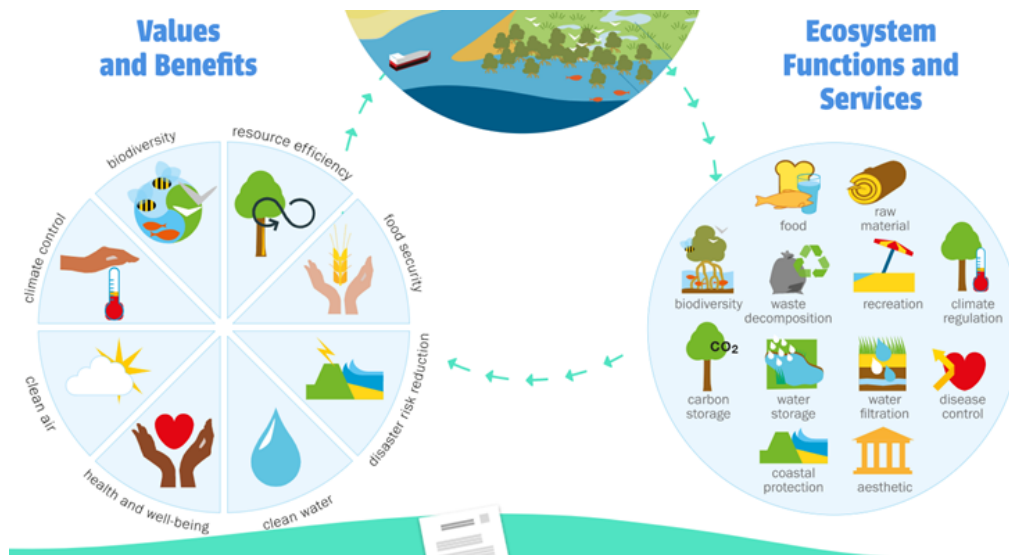 Values
and Benefits
Ecosystem
Functions and
Services
biodiversity
resource efficiency
food security
disaster risk reduction
clean water
health and well-being
clean air
climate control
food
raw
material
biodiversity
waste
decomposition
recreation
climate
regulation
CO2
carbon
storage
water
storage
water
filtration
disease
control
coastal
protection
aesthetic